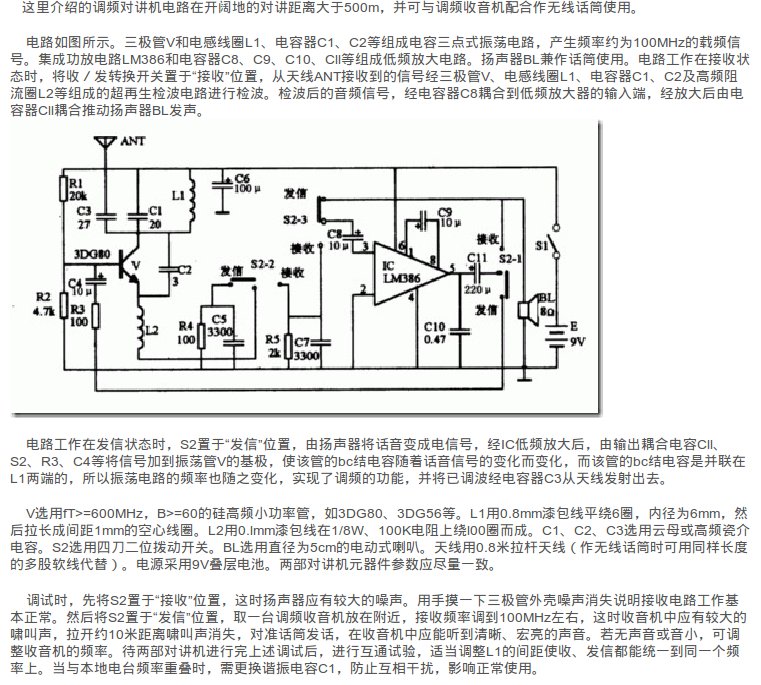 这里介绍的调频对讲机电路在开阔地的对讲距离大于500m，并可与调频收音机配合作无线话筒使用。
电路如图所示。三极管V和电感线圈L1、电容器C1、C2等组成电容三点式振荡电路，产生频率约为100MHz的载频信
号。集成功放电路LM386和电容器C8、C9、C10、Cll等组成低频放大电路。扬声器BL兼作话筒使用。电路工作在接收状
态时，将收／发转换开关置于“接收”位置，从天线ANT接收到的信号经三极管V、电感线圈L1、电容器C1、C2及高频阻
流圈L2等组成的超再生检波电路进行检波。检波后的音频信号，经电容器C8耦合到低频放大器的输入端，经放大后由电
容器Cll耦合推动扬声器BL发声。
ANT
R1
20k
C3
27
C1
20
L1
C6
100μ
发信
S2-3
接收
C8
10μ
C9
10μ
3
6
1
8
5
2
4
IC
LM386
C11
220μ
接收
S2-1
发信
S1
BL
8Ω
E
9V
3DG80
V
C4
10μ
C2
3
R2
4.7k
R3
100
L2
发信
S2-2
接收
R4
100
C5
3300
R5
2k
C7
3300
C10
0.47
电路工作在发信状态时，S2置于“发信”位置，由扬声器将话音变成电信号，经IC低频放大后，由输出耦合电容Cll、
S2、R3、C4等将信号加到振荡管V的基极，使该管的bc结电容随着话音信号的变化而变化，而该管的bc结电容是并联在
L1两端的，所以振荡电路的频率也随之变化，实现了调频的功能，并将已调波经电容器C3从天线发射出去。
V选用fT>=600MHz，B>=60的硅高频小功率管，如3DG80、3DG56等。L1用0.8mm漆包线平绕6圈，内径为6mm，然
后拉长成间距1mm的空心线圈。L2用0.lmm漆包线在1/8W、100K电阻上绕l00圈而成。C1、C2、C3选用云母或高频瓷介
电容。S2选用四刀二位拨动开关。BL选用直径为5cm的电动式喇叭。天线用0.8米拉杆天线（作无线话筒时可用同样长度
的多股软线代替）。电源采用9V叠层电池。两部对讲机元器件参数应尽量一致。
调试时，先将S2置于“接收”位置，这时扬声器应有较大的噪声。用手摸一下三极管外壳噪声消失说明接收电路工作基
本正常。然后将S2置于“发信”位置，取一台调频收音机放在附近，接收频率调到100MHz左右，这时收音机中应有较大的
啸叫声，拉开约10米距离啸叫声消失，对准话筒发话，在收音机中应能听到清晰、宏亮的声音。若无声音或音小，可调
整收音机的频率。待两部对讲机进行完上述调试后，进行互通试验，适当调整L1的间距使收、发信都能统一到同一个频
率上。当与本地电台频率重叠时，需更换谐振电容C1，防止互相干扰，影响正常使用。